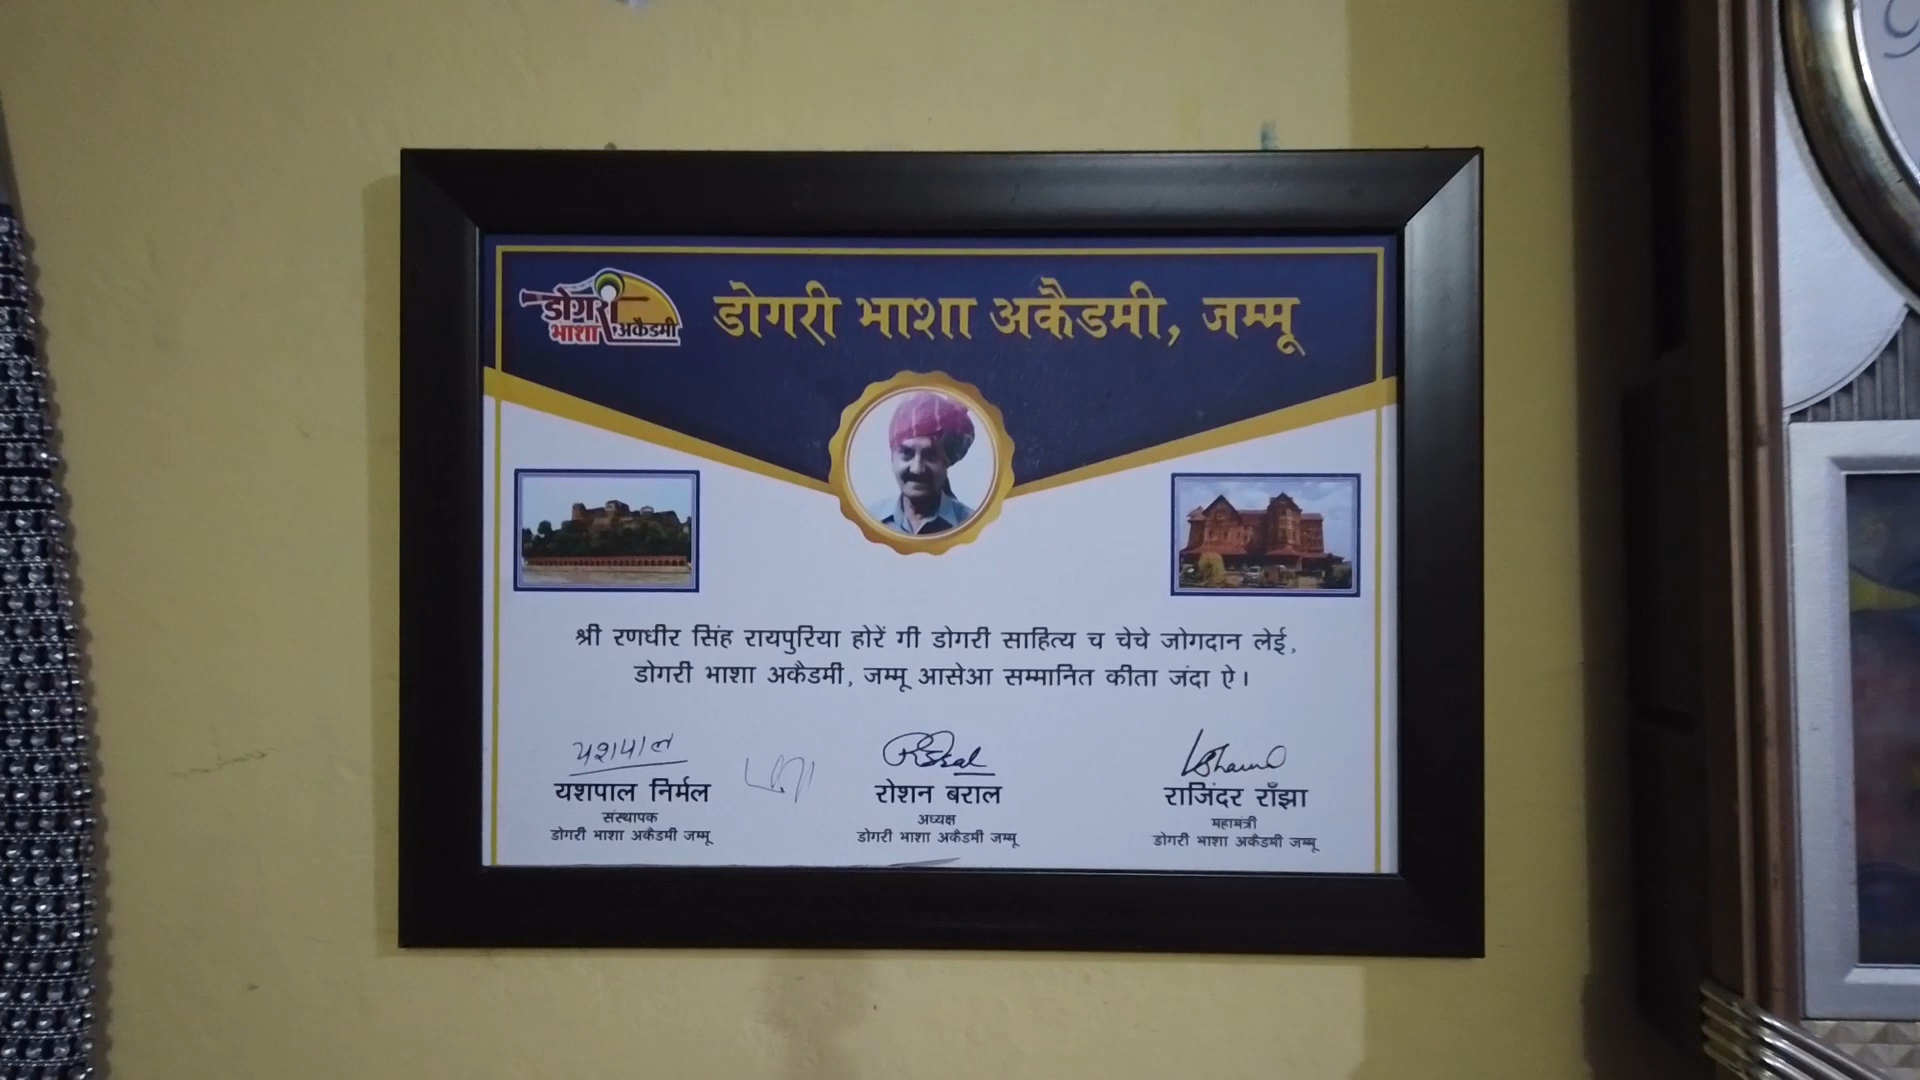 डोगरी
भाशा अकैडमी
डोगरी भाशा अकैडमी, जम्मू
श्री रणधीर सिंह रायपुरिया होरें गी डोगरी साहित्य च चेचे जोगदान लेई,
डोगरी भाशा अकैडमी, जम्मू आसेआ सम्मानित कीता जंदा ऐ।
यशपाल
यशपाल निर्मल
संस्थापक
डोगरी भाशा अकैडमी जम्मू
रोशन बराल
अध्यक्ष
डोगरी भाशा अकैडमी जम्मू
राजिंदर राँझा
महामंत्री
डोगरी भाशा अकैडमी जम्मू